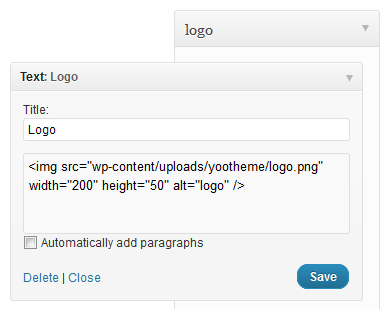 logo
Text: Logo
Title:
Logo
<img src="wp-content/uploads/yootheme/logo.png"
width="200" height="50" alt="logo" />
Automatically add paragraphs
Delete | Close
Save